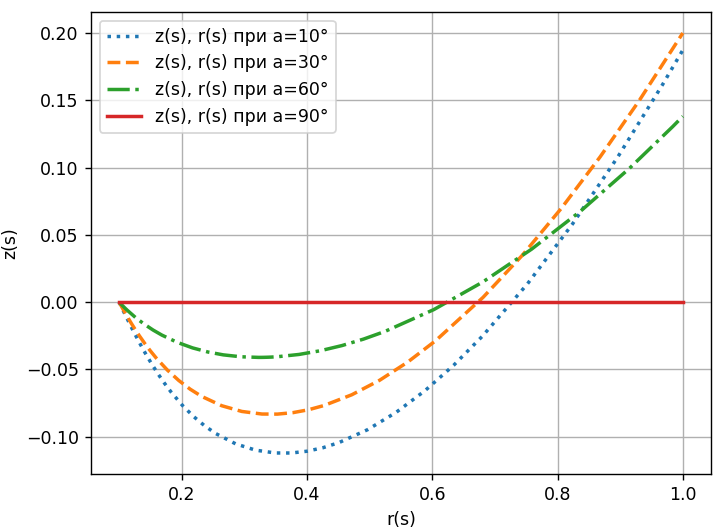 z(s), r(s) при a=10°
z(s), r(s) при a=30°
z(s), r(s) при a=60°
z(s), r(s) при a=90°
0.20
0.15
0.10
0.05
0.00
−0.05
−0.10
z(s)
0.2 0.4 0.6 0.8 1.0
r(s)